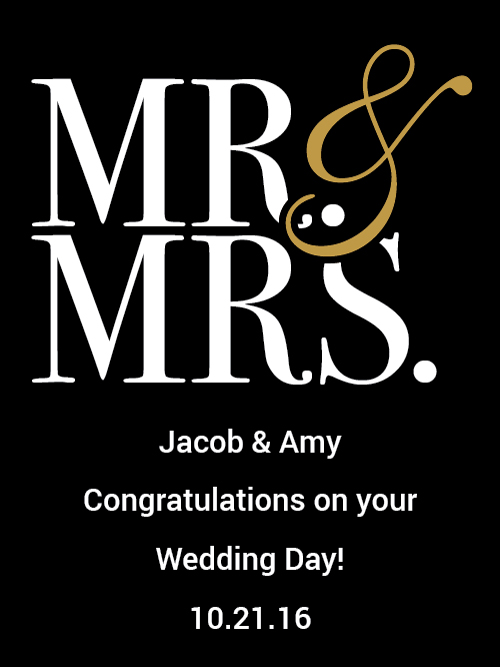 MR. &
MRS.
Jacob & Amy
Congratulations on your
Wedding Day!
10.21.16